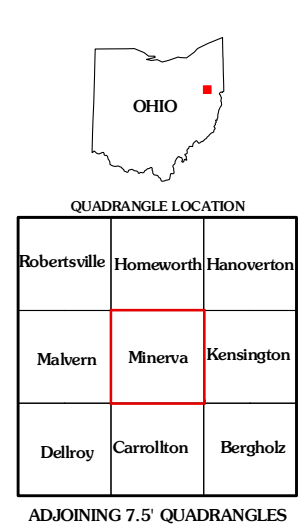 OHIO
QUADRANGLE LOCATION
Robertsville Homeworth Hanoverton
Malvern Minerva Kensington
Dellroy Carrollton Bergholz
ADJOINING 7.5' QUADRANGLES